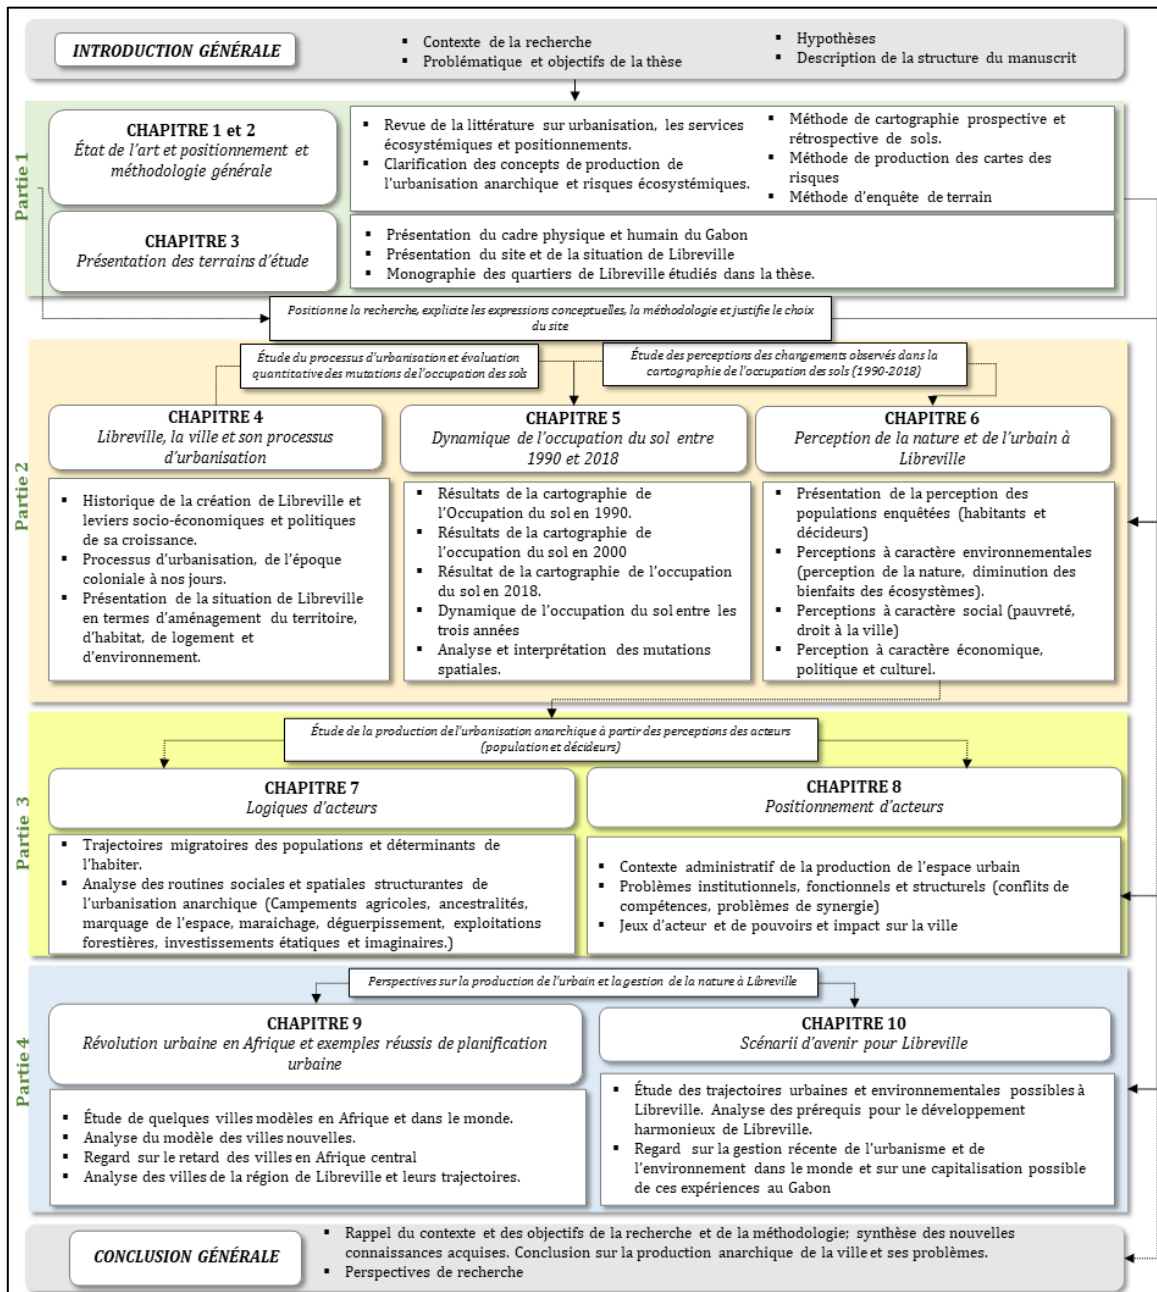 INTRODUCTION GÉNÉRALE
▪ Contexte de la recherche
▪ Problématique et objectifs de la thèse
▪ Hypothèses
▪ Description de la structure du manuscrit
Partie 1
CHAPITRE 1 et 2
État de l'art et positionnement et
méthodologie générale
▪ Revue de la littérature sur urbanisation, les services
écosystémiques et positionnements.
▪ Clarification des concepts de production de
l'urbanisation anarchique et risques écosystémiques.
▪ Méthode de cartographie prospective et
rétrospective de sols.
▪ Méthode de production des cartes des
risques
▪ Méthode d'enquête de terrain
CHAPITRE 3
Présentation des terrains d'étude
▪ Présentation du cadre physique et humain du Gabon
▪ Présentation du site et de la situation de Libreville
▪ Monographie des quartiers de Libreville étudiés dans la thèse.
Positionne la recherche, explicite les expressions conceptuelles, la méthodologie et justifie le choix
du site
Partie 2
Étude du processus d'urbanisation et évaluation
quantitative des mutations de l'occupation des sols
Étude des perceptions des changements observés dans la
cartographie de l'occupation des sols (1990-2018)
CHAPITRE 4
Libreville, la ville et son processus
d'urbanisation
▪ Historique de la création de Libreville et
leviers socio-économiques et politiques
de sa croissance.
▪ Processus d'urbanisation, de l'époque
coloniale à nos jours.
▪ Présentation de la situation de Libreville
en termes d'aménagement du territoire,
d'habitat, de logement et
d'environnement.
CHAPITRE 5
Dynamique de l'occupation du sol entre
1990 et 2018
▪ Résultats de la cartographie de
l'Occupation du sol en 1990.
▪ Résultats de la cartographie de
l'occupation du sol en 2000
▪ Résultat de la cartographie de l'occupation
du sol en 2018.
▪ Dynamique de l'occupation du sol entre les
trois années
▪ Analyse et interprétation des mutations
spatiales.
CHAPITRE 6
Perception de la nature et de l'urbain à
Libreville
▪ Présentation de la perception des
populations enquêtées (habitants et
décideurs)
▪ Perceptions à caractère environnementales
(perception de la nature, diminution des
bienfaits des écosystèmes).
▪ Perceptions à caractère social (pauvreté,
droit à la ville)
▪ Perception à caractère économique,
politique et culturel.
Partie 3
Étude de la production de l'urbanisation anarchique à partir des perceptions des acteurs
(population et décideurs)
CHAPITRE 7
Logiques d'acteurs
▪ Trajectoires migratoires des populations et déterminants de
l'habiter.
▪ Analyse des routines sociales et spatiales structurantes de
l'urbanisation anarchique (Campements agricoles, ancestralités,
marquage de l'espace, maraichage, déguerpissement, exploitations
forestières, investissements étatiques et imaginaires.)
CHAPITRE 8
Positionnement d'acteurs
▪ Contexte administratif de la production de l'espace urbain
▪ Problèmes institutionnels, fonctionnels et structurels (conflits de
compétences, problèmes de synergie)
▪ Jeux d'acteur et de pouvoirs et impact sur la ville
Partie 4
Perspectives sur la production de l'urbain et la gestion de la nature à Libreville
CHAPITRE 9
Révolution urbaine en Afrique et exemples réussis de planification
urbaine
▪ Étude de quelques villes modèles en Afrique et dans le monde.
▪ Analyse du modèle des villes nouvelles.
▪ Regard sur le retard des villes en Afrique central
▪ Analyse des villes de la région de Libreville et leurs trajectoires.
CHAPITRE 10
Scénarii d'avenir pour Libreville
▪ Étude des trajectoires urbaines et environnementales possibles à
Libreville. Analyse des prérequis pour le développement
harmonieux de Libreville.
▪ Regard sur la gestion récente de l'urbanisme et de
l'environnement dans le monde et sur une capitalisation possible
de ces expériences au Gabon
CONCLUSION GÉNÉRALE
▪ Rappel du contexte et des objectifs de la recherche et de la méthodologie; synthèse des nouvelles
connaissances acquises. Conclusion sur la production anarchique de la ville et ses problèmes.
▪ Perspectives de recherche